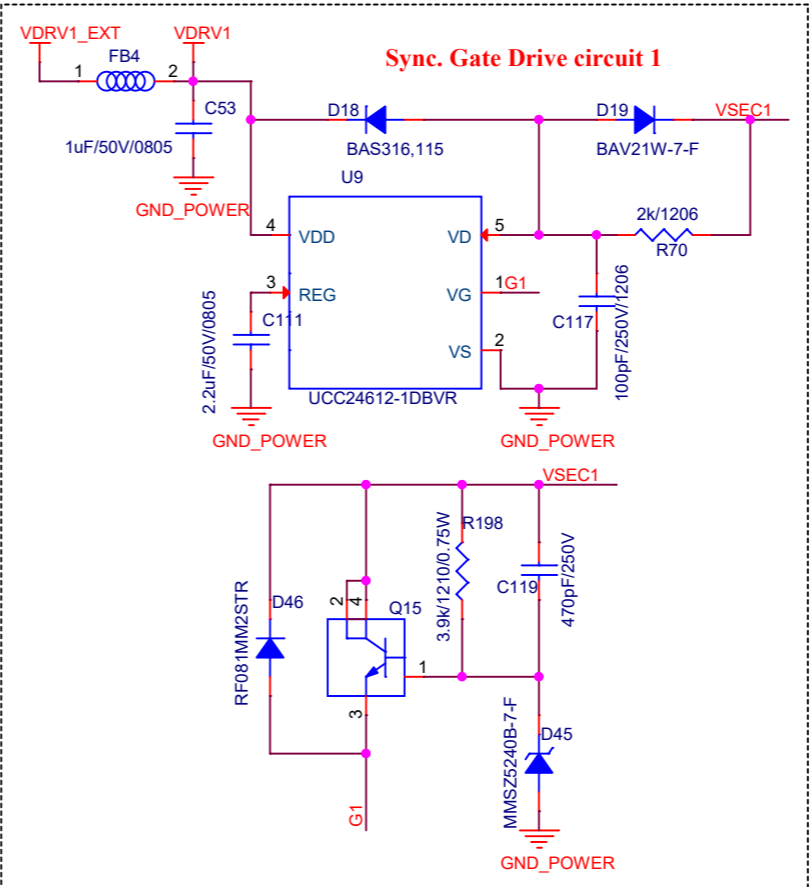 VDRV1_EXT
VDRV1
FB4
1
2
Sync. Gate Drive circuit 1
C53
1uF/50V/0805
GND_POWER
D18
BAS316,115
D19
BAV21W-7-F
VSEC1
U9
4
VDD
VD
5
2k/1206
R70
3
REG
VG
1
G1
C111
2.2uF/50V/0805
VS
2
C117
100pF/250V/1206
UCC24612-1DBVR
GND_POWER
GND_POWER
VSEC1
R198
3.9k/1210/0.75W
C119
470pF/250V
D46
RF081MM2STR
2
4
Q15
1
3
D45
MMSZ5240B-7-F
G1
GND_POWER